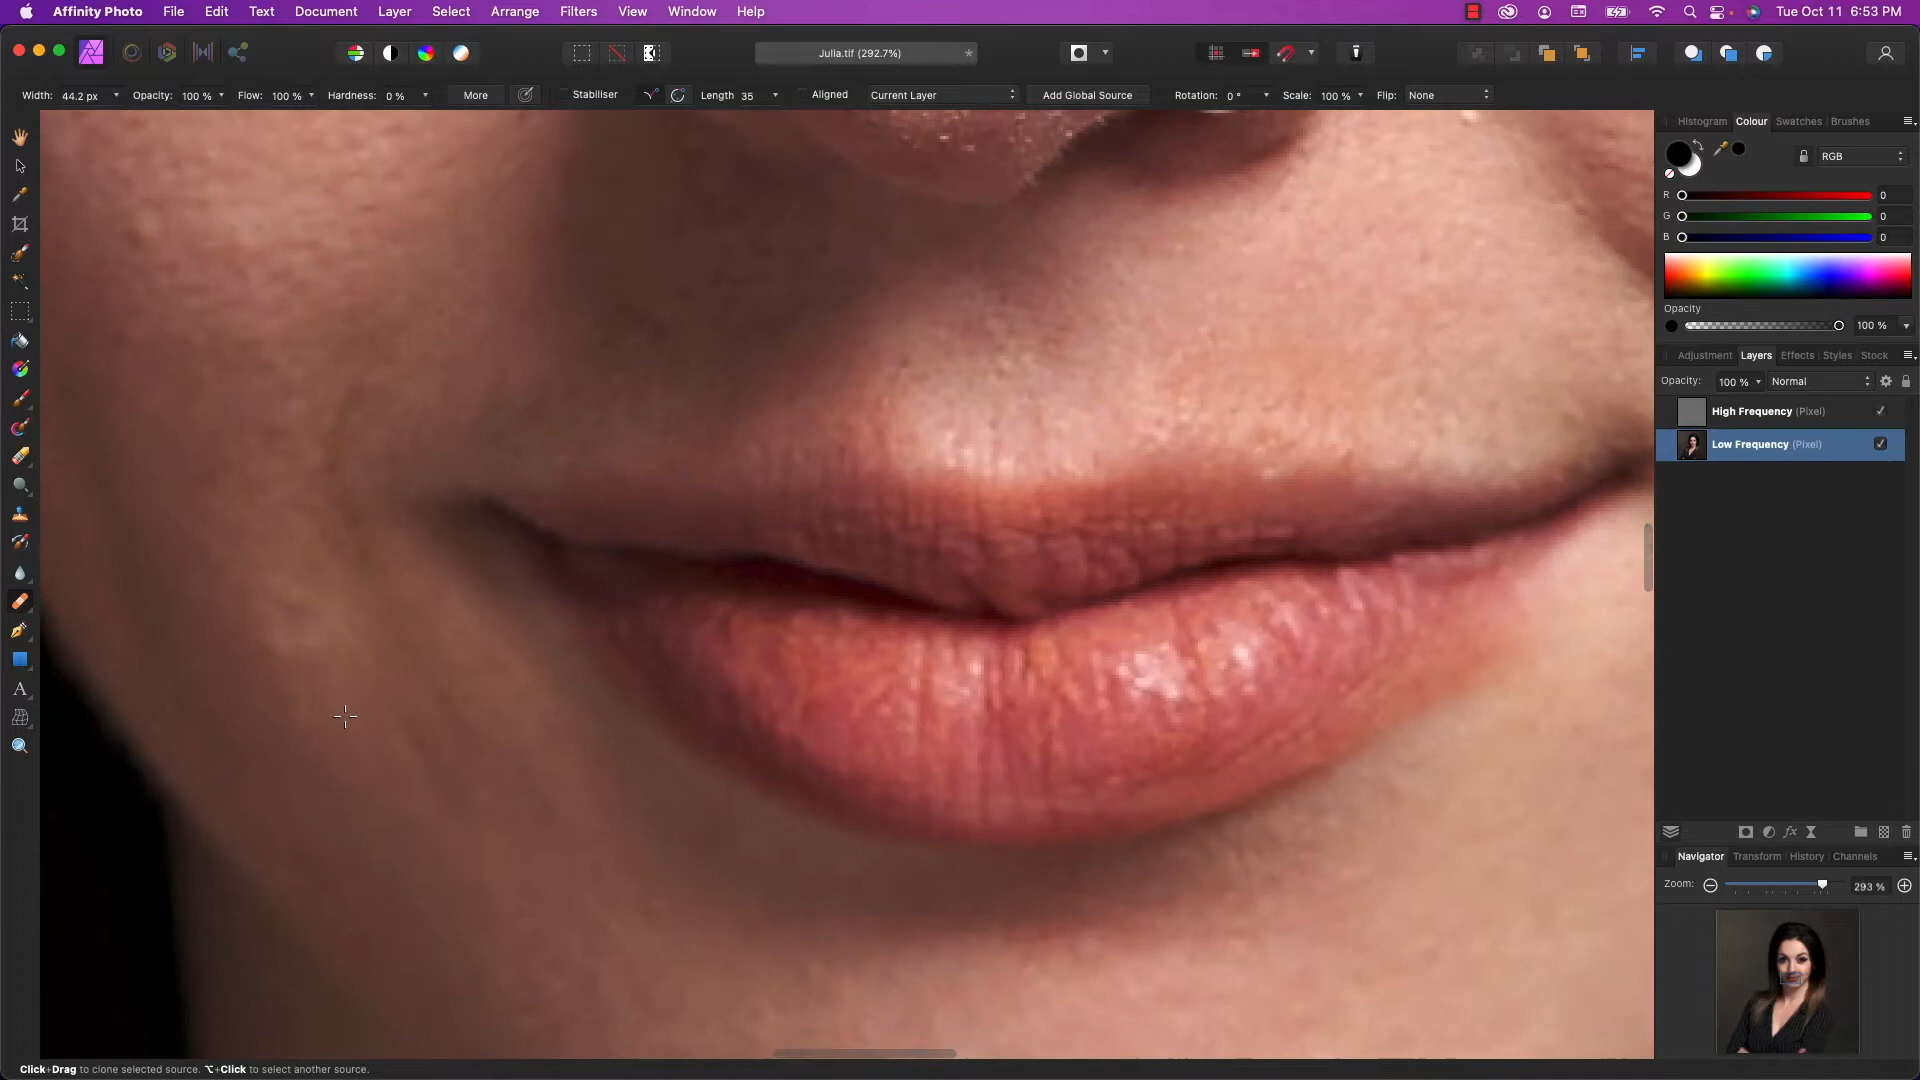 Affinity Photo File Edit Text Document Layer Select Arrange Filters View Window Help Tue Oct 11 6:53 PM
Julia.tif (292.7%)
Width: 44.2 px Opacity: 100 % Flow: 100 % Hardness: 0 % More Stabiliser Length 35 Aligned Current Layer Add Global Source Rotation: 0 ° Scale: 100 % Flip: None
Histogram Colour Swatches Brushes
RGB
R 0
G 0
B 0
Opacity
100 %
Adjustment Layers Effects Styles Stock
Opacity: 100 % Normal
High Frequency (Pixel)
Low Frequency (Pixel)
fx
Navigator Transform History Channels
Zoom: 293 %
A
Click+Drag to clone selected source. ⌥+Click to select another source.